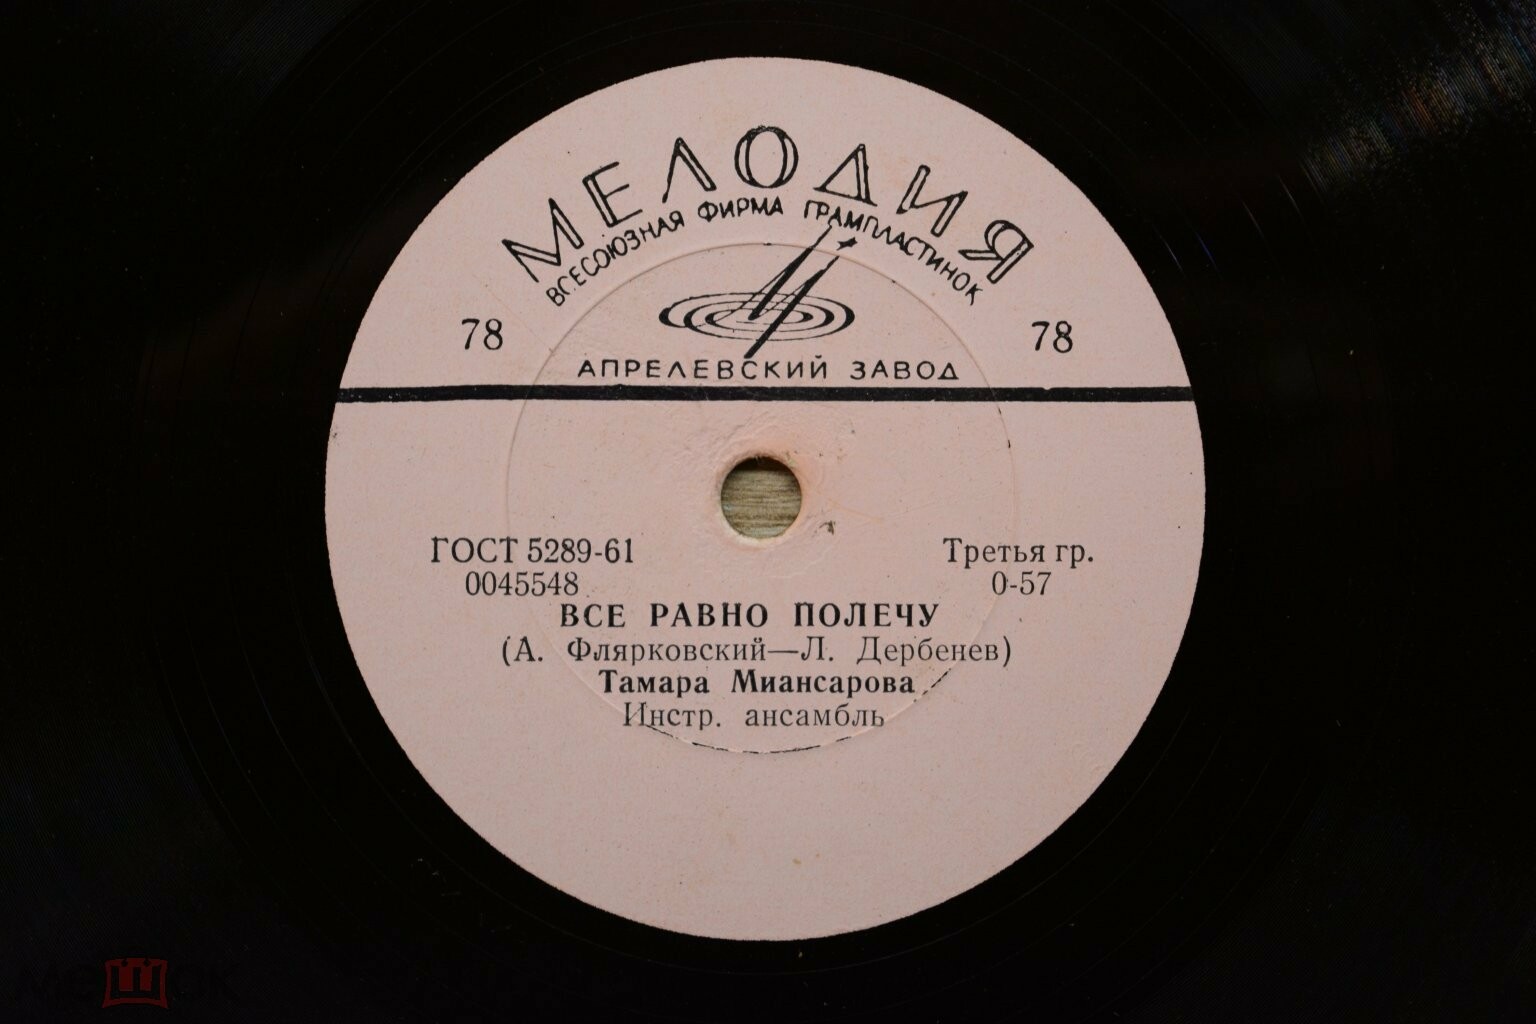 МЕЛОДИЯ
ВСЕСОЮЗНАЯ ФИРМА ГРАМПЛАСТИНОК
78 78
АПРЕЛЕВСКИЙ ЗАВОД
ГОСТ 5289-61 Третья гр.
0045548 0-57
ВСЕ РАВНО ПОЛЕЧУ
(А. Флярковский—Л. Дербенев)
Тамара Миансарова
Инстр. ансамбль
мешок